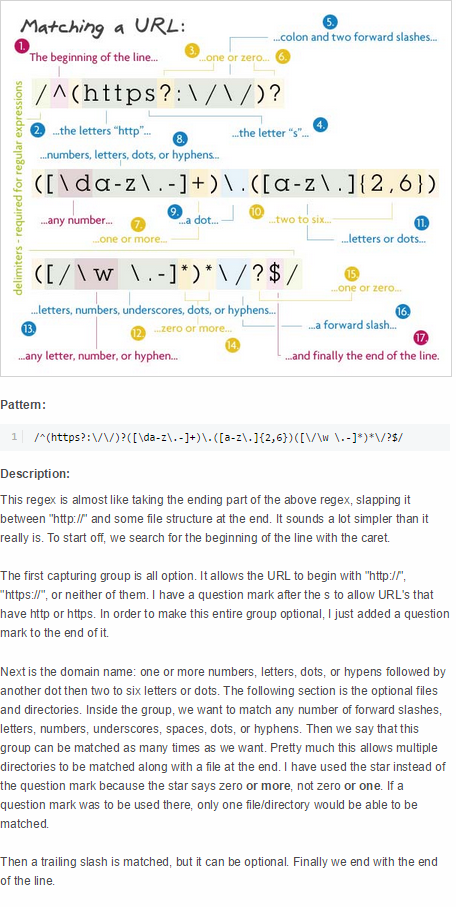 Matching a URL:
5.
...colon and two forward slashes...
1.
The beginning of the line...
3.
...one or zero...
6.
/^(https?:\/\/)?
2.
...the letters "http"...
...the letter "s"...
4.
8.
...numbers, letters, dots, or hyphens...
([\da-z\.-]+)\.([a-z\.]{2,6})
...any number...
7.
9.
...a dot...
10.
...two to six...
11.
...one or more...
...letters or dots...
([/\w \.-]*)*\/?$/
15.
...one or zero...
...letters, numbers, underscores, dots, or hyphens...
16.
13.
12.
...zero or more...
...a forward slash...
14.
17.
...any letter, number, or hyphen...
...and finally the end of the line.
delimiters - required for regular expressions
Pattern:
1 /^(https?:\/\/)?([\da-z\.-]+)\.([a-z\.]{2,6})([\/\w \.-]*)*\/?$/
Description:
This regex is almost like taking the ending part of the above regex, slapping it
between "http://" and some file structure at the end. It sounds a lot simpler than it
really is. To start off, we search for the beginning of the line with the caret.
The first capturing group is all option. It allows the URL to begin with "http://",
"https://", or neither of them. I have a question mark after the s to allow URL's that
have http or https. In order to make this entire group optional, I just added a question
mark to the end of it.
Next is the domain name: one or more numbers, letters, dots, or hypens followed by
another dot then two to six letters or dots. The following section is the optional files
and directories. Inside the group, we want to match any number of forward slashes,
letters, numbers, underscores, spaces, dots, or hyphens. Then we say that this
group can be matched as many times as we want. Pretty much this allows multiple
directories to be matched along with a file at the end. I have used the star instead of
the question mark because the star says zero or more, not zero or one. If a
question mark was to be used there, only one file/directory would be able to be
matched.
Then a trailing slash is matched, but it can be optional. Finally we end with the end
of the line.